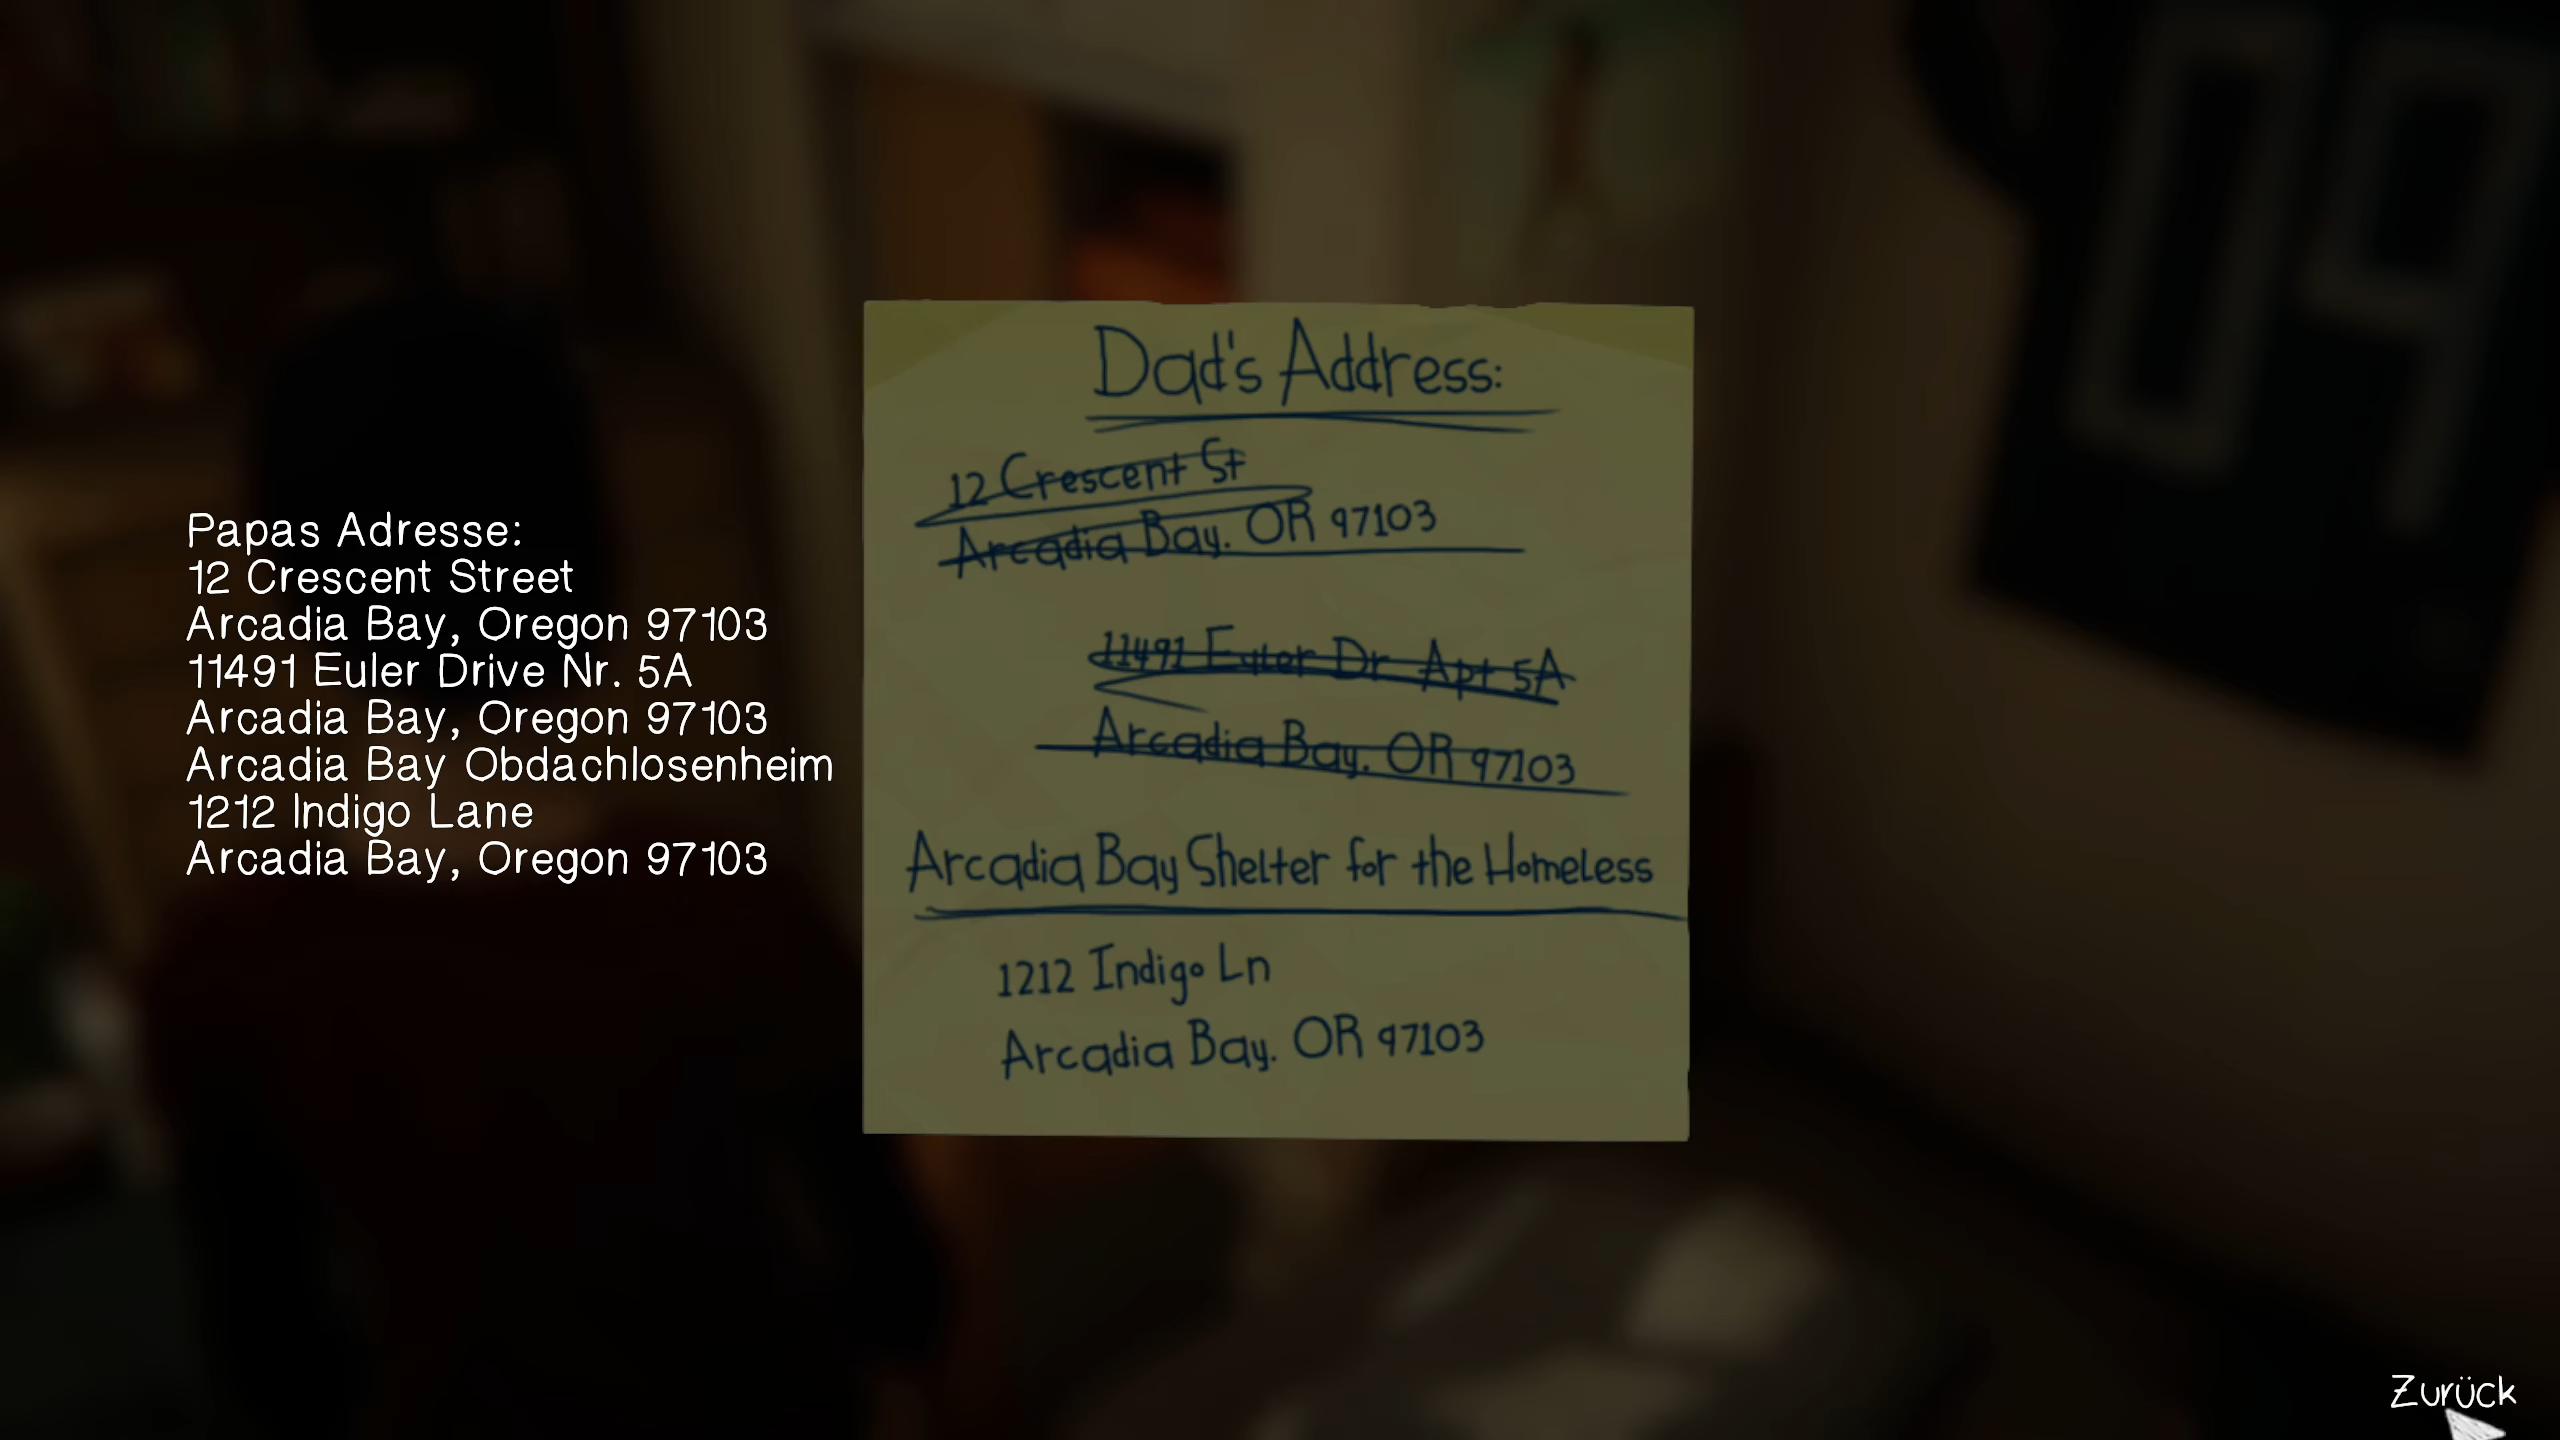 Papas Adresse:
12 Crescent Street
Arcadia Bay, Oregon 97103
11491 Euler Drive Nr. 5A
Arcadia Bay, Oregon 97103
Arcadia Bay Obdachlosenheim
1212 Indigo Lane
Arcadia Bay, Oregon 97103
Dad's Address:
12 Crescent St
Arcadia Bay. OR 97103
11491 Euler Dr Apt 5A
Arcadia Bay. OR 97103
Arcadia Bay Shelter for the Homeless
1212 Indigo Ln
Arcadia Bay. OR 97103
09
Zurück